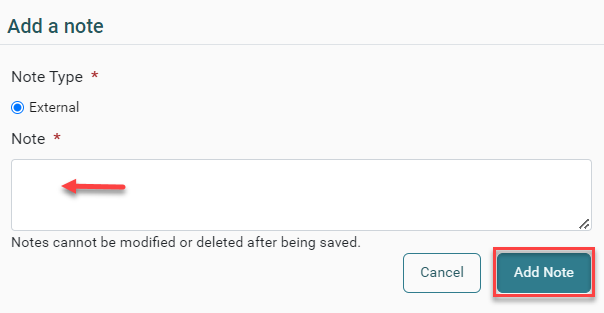 Add a note
Note Type *
External
Note *
Notes cannot be modified or deleted after being saved.
Cancel Add Note